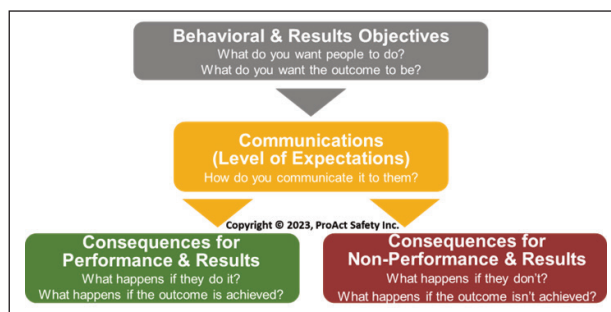 Behavioral & Results Objectives
What do you want people to do?
What do you want the outcome to be?
Communications
(Level of Expectations)
How do you communicate it to them?
Copyright © 2023, ProAct Safety Inc.
Consequences for
Performance & Results
What happens if they do it?
What happens if the outcome is achieved?
Consequences for
Non-Performance & Results
What happens if they don't?
What happens if the outcome isn't achieved?